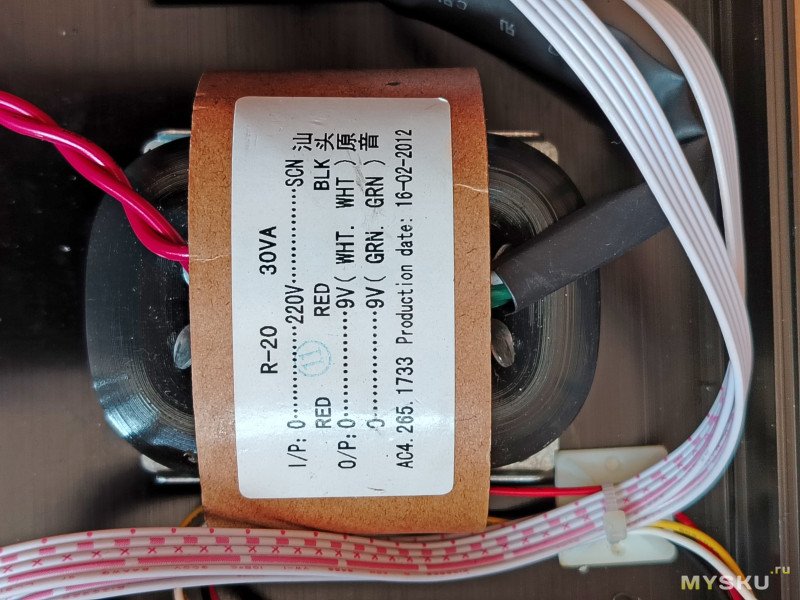 R-20 30VA
I/P: 0··············220V··············SCN
RED RED BLK
O/P: 0··············9V( WHT. WHT )
0··············9V( GRN. GRN )
AC4.265.1733 Production date: 16-02-2012
汕头原音
MYSKU.ru